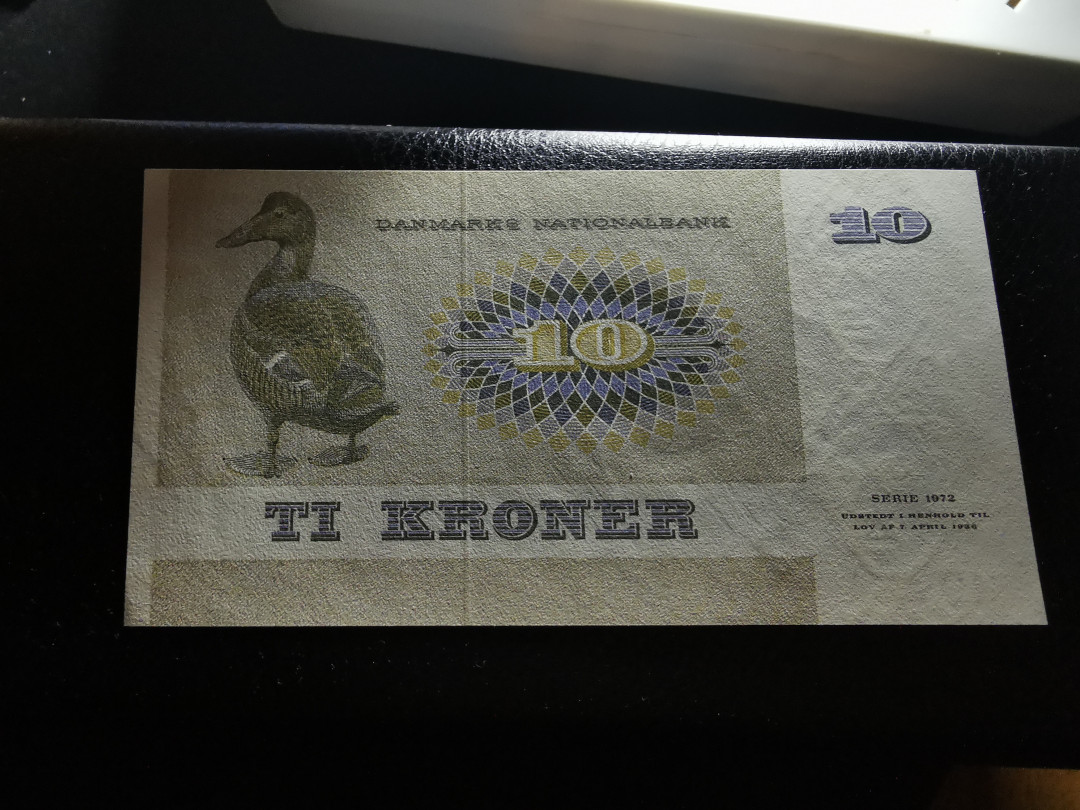 DANMARKS NATIONALBANK
10
10
TI KRONER
SERIE 1972
UDSTEDT I HENHOLD TIL
LOV AF 7. APRIL 1936